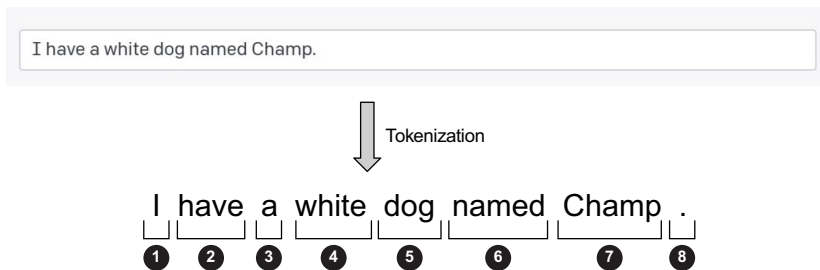 I have a white dog named Champ.
Tokenization
I have a white dog named Champ .
1 2 3 4 5 6 7 8